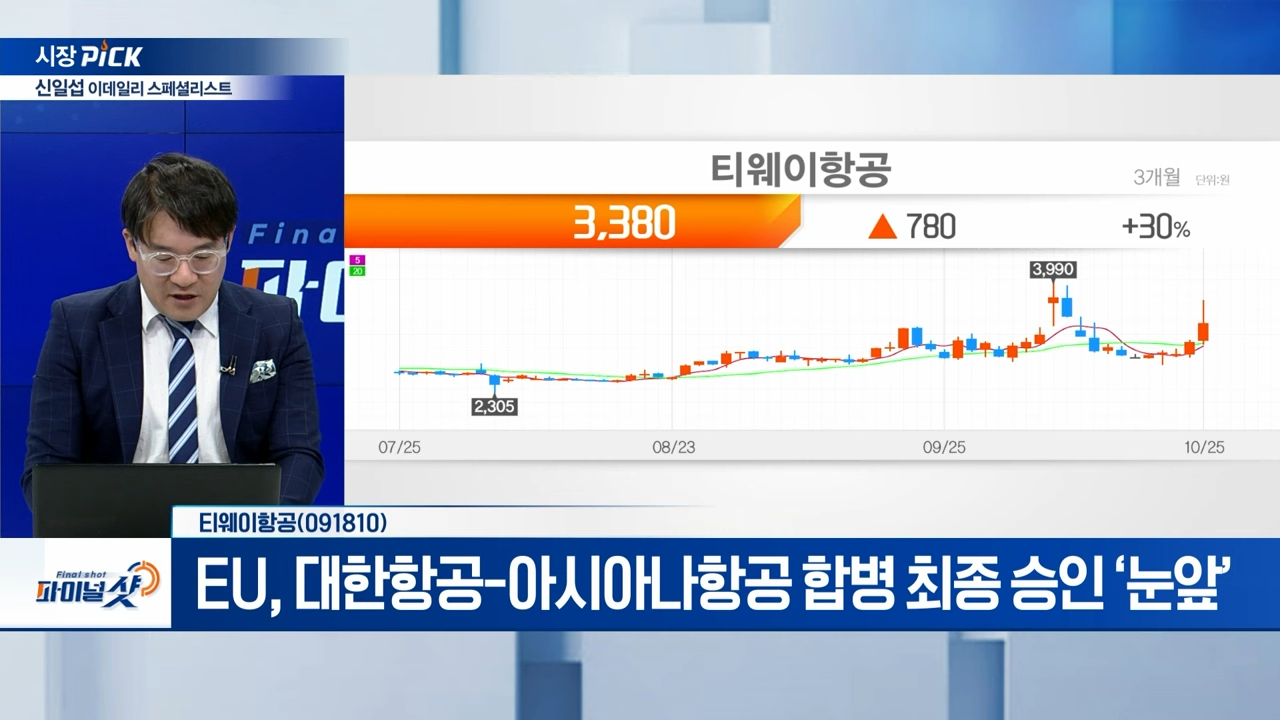 시장 PiCK
신일섭 이데일리 스페셜리스트
Fina
파이
티웨이항공
3개월 단위:원
3,380 ▲ 780 +30%
5
20
3,990
2,305
07/25 08/23 09/25 10/25
티웨이항공(091810)
Final shot
파이널샷
EU, 대한항공-아시아나항공 합병 최종 승인 ‘눈앞’